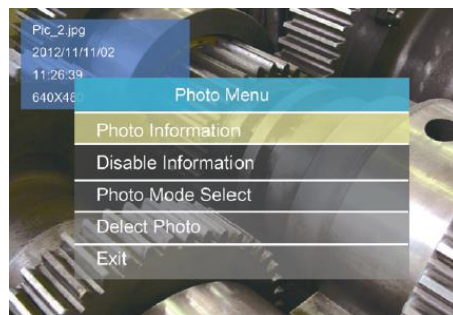 Pic_2.jpg
2012/11/11/02
11:26:39
640X48
Photo Menu
Photo Information
Disable Information
Photo Mode Select
Delect Photo
Exit